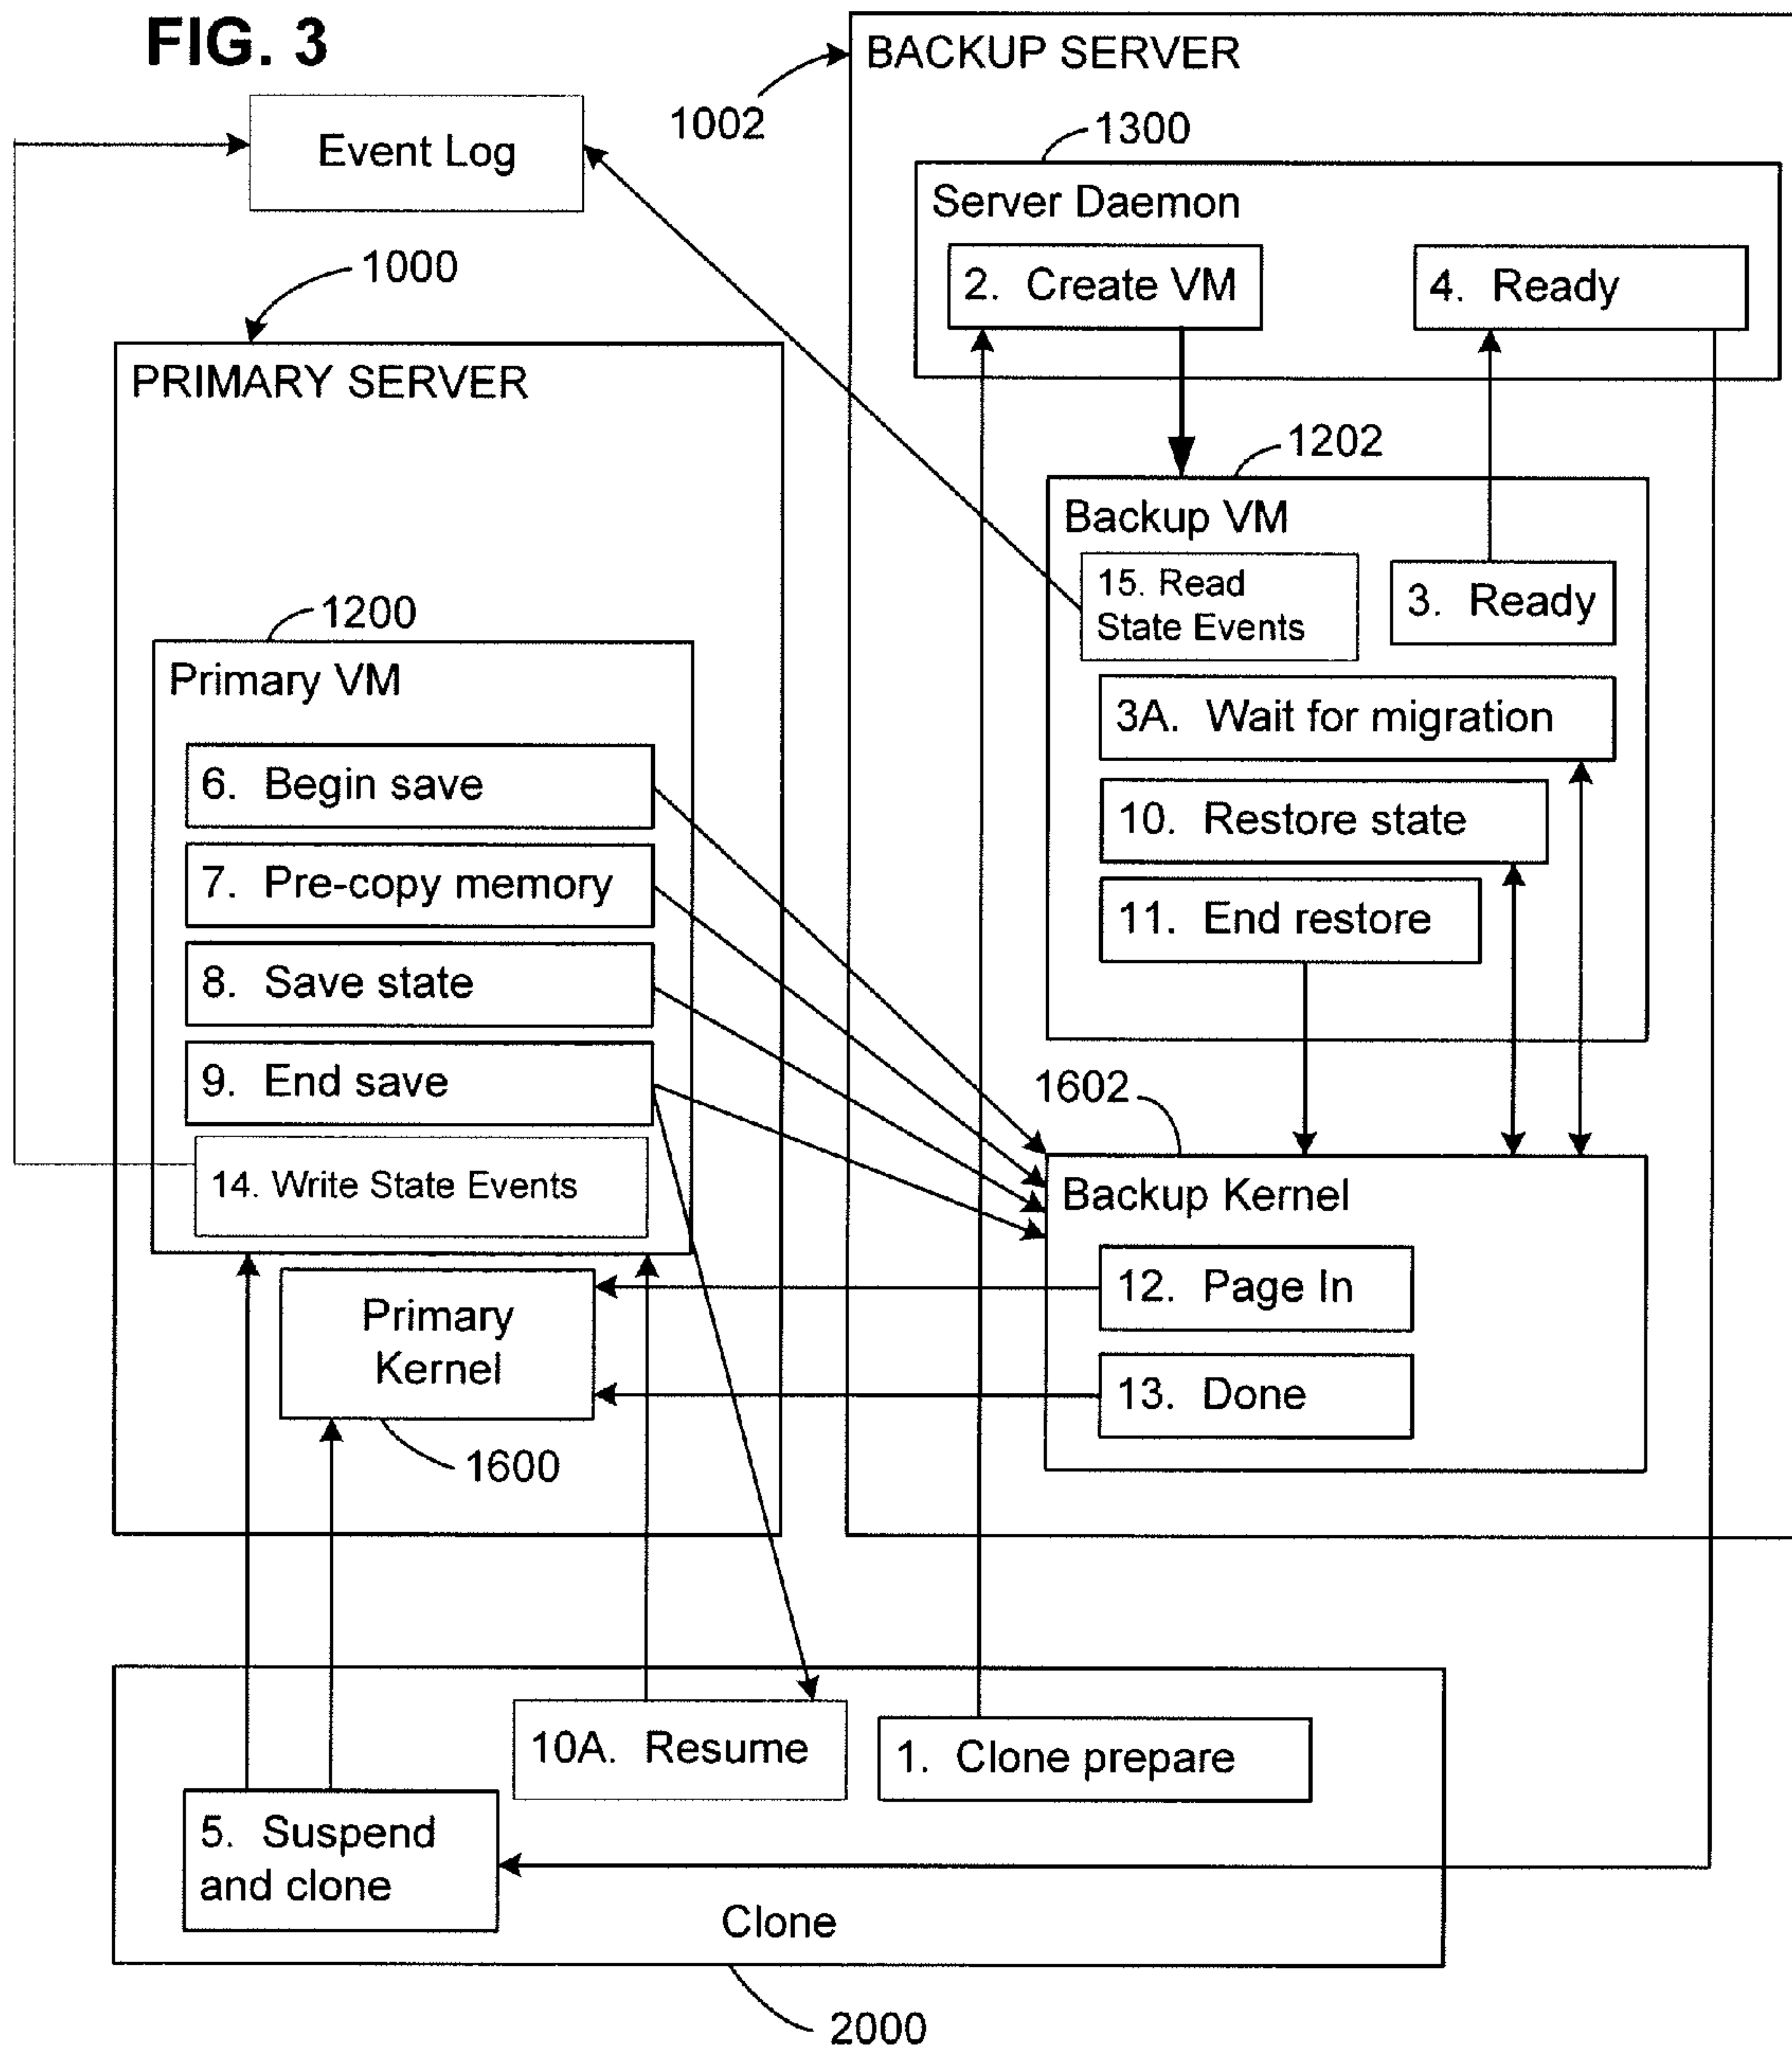 FIG. 3
BACKUP SERVER
1002
1300
Event Log
Server Daemon
2. Create VM
4. Ready
1000
PRIMARY SERVER
1202
Backup VM
15. Read
State Events
3. Ready
1200
Primary VM
3A. Wait for migration
6. Begin save
10. Restore state
7. Pre-copy memory
11. End restore
8. Save state
9. End save
1602
14. Write State Events
Backup Kernel
12. Page In
Primary
Kernel
13. Done
1600
10A. Resume
1. Clone prepare
5. Suspend
and clone
Clone
2000